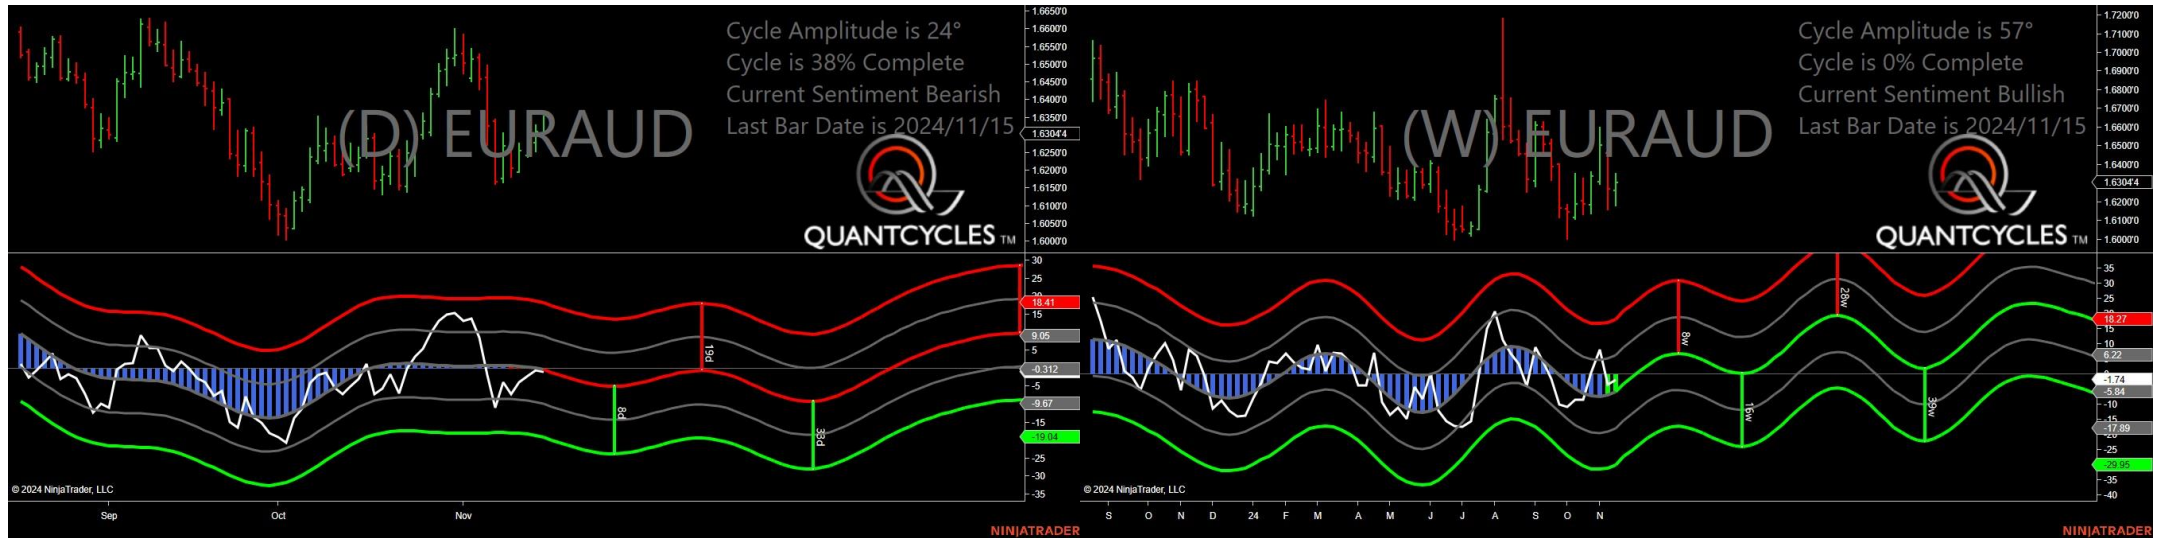 Cycle Amplitude is 24°
Cycle is 38% Complete
Current Sentiment Bearish
Last Bar Date is 2024/11/15
(D) EURAUD
QUANTCYCLES TM
1.6650'0
1.6600'0
1.6550'0
1.6500'0
1.6450'0
1.6400'0
1.6350'0
1.6304'4
1.6250'0
1.6200'0
1.6150'0
1.6100'0
1.6050'0
1.6000'0
30
25
18.41
15
9.05
5
-0.312
-5
-9.67
-15
-19.04
-25
-30
-35
8d
19d
33d
© 2024 NinjaTrader, LLC
Sep Oct Nov
NINJATRADER
Cycle Amplitude is 57°
Cycle is 0% Complete
Current Sentiment Bullish
Last Bar Date is 2024/11/15
(W) EURAUD
QUANTCYCLES TM
1.7200'0
1.7100'0
1.7000'0
1.6900'0
1.6800'0
1.6700'0
1.6600'0
1.6500'0
1.6400'0
1.6304'4
1.6200'0
1.6100'0
1.6000'0
35
30
25
18.27
15
10
6.22
-1.74
-5.84
-10
-15
-17.89
-25
-29.95
-35
-40
8w
16w
28w
39w
© 2024 NinjaTrader, LLC
S O N D 24 F M A M J J A S O N
NINJATRADER